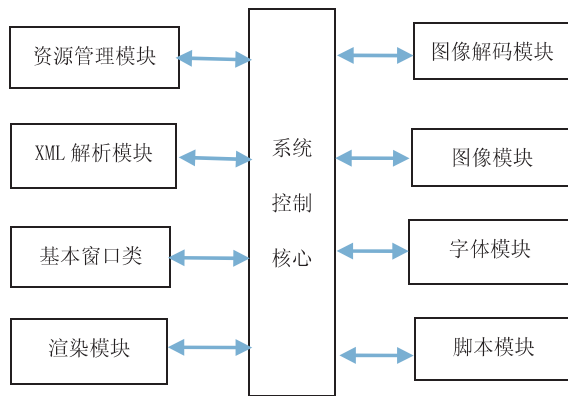 资源管理模块
XML 解析模块
基本窗口类
渲染模块
系统
控制
核心
图像解码模块
图像模块
字体模块
脚本模块